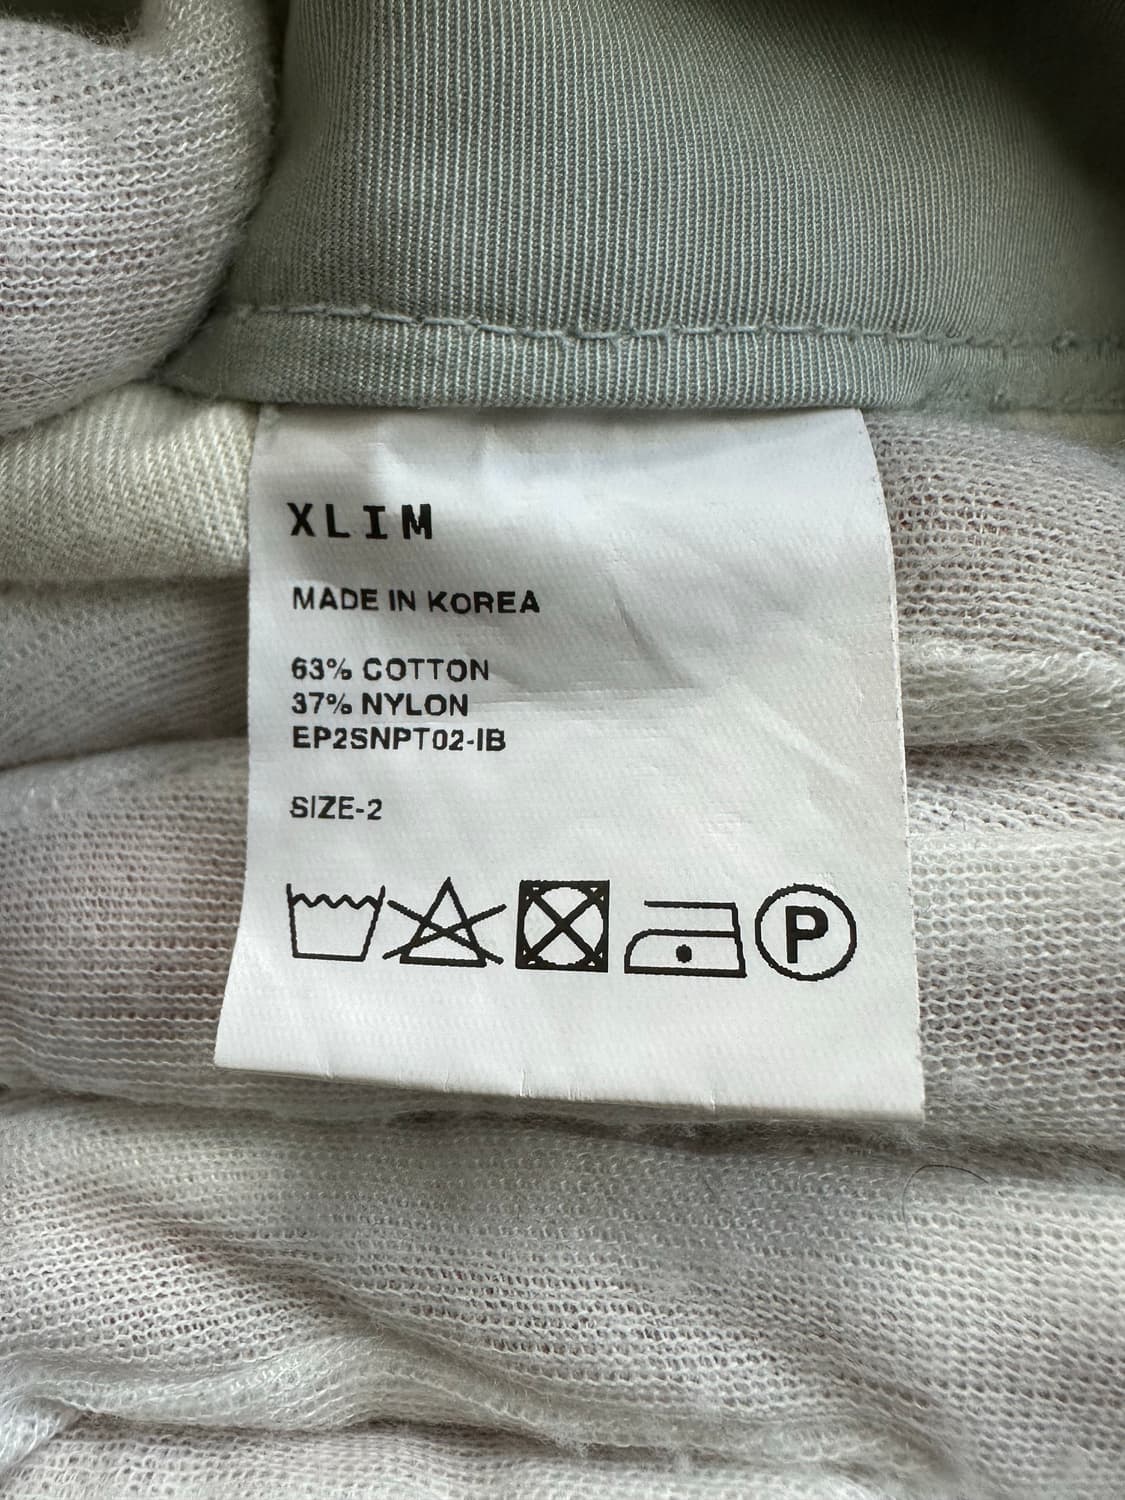 XLIM
MADE IN KOREA
63% COTTON
37% NYLON
EP2SNPT02-IB
SIZE-2
P